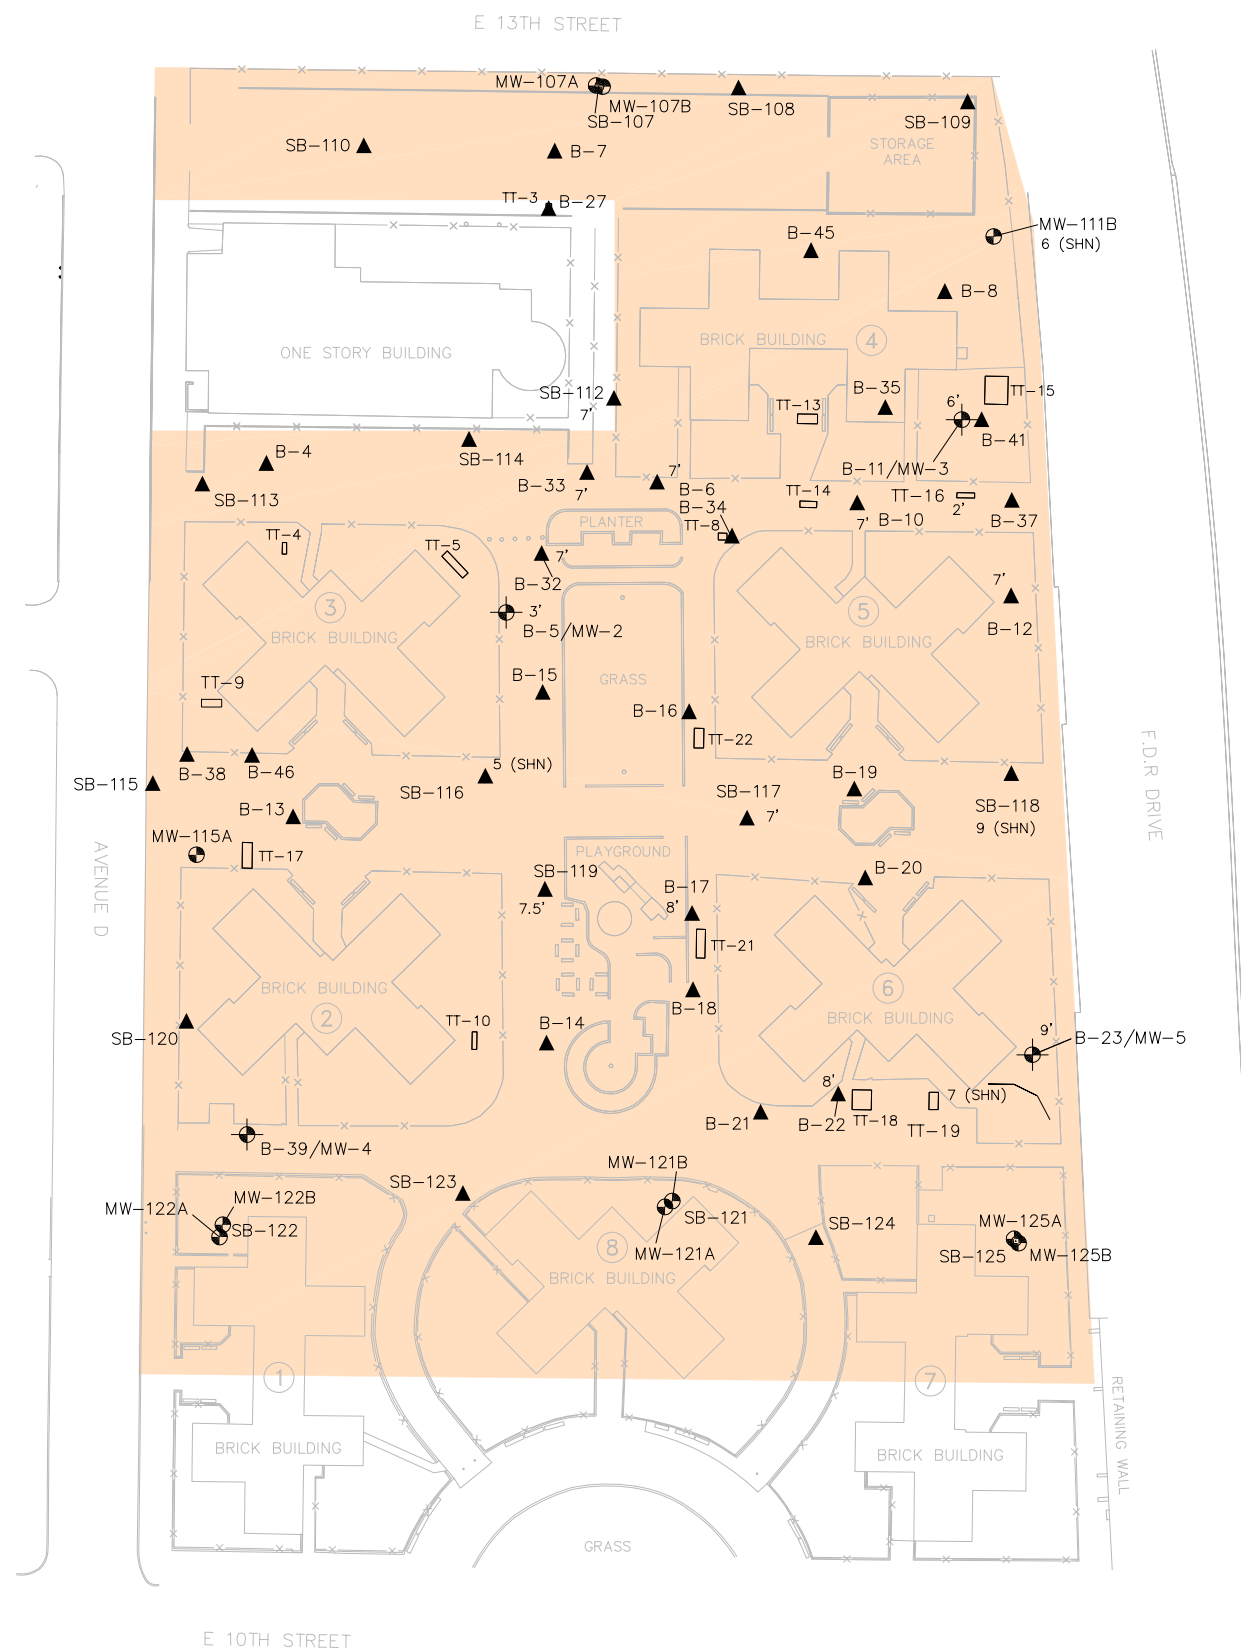 E 13TH STREET
MW-107A
MW-107B
SB-107
SB-108
SB-109
SB-110
B-7
STORAGE
AREA
TT-3
B-27
MW-111B
6 (SHN)
B-45
B-8
ONE STORY BUILDING
BRICK BUILDING
4
SB-112
7'
B-35
TT-13
6'
TT-15
B-41
B-4
SB-114
SB-113
B-33
7'
7'
B-6
B-34
TT-8
B-11/MW-3
TT-14
7'
B-10
TT-16
2'
B-37
PLANTER
TT-4
TT-5
7'
B-32
3
BRICK BUILDING
3'
B-5/MW-2
5
BRICK BUILDING
7'
B-12
TT-9
B-15
GRASS
B-16
TT-22
B-38
B-46
SB-115
5 (SHN)
SB-116
B-13
SB-117
7'
B-19
SB-118
9 (SHN)
F.D.R DRIVE
MW-115A
TT-17
AVENUE D
PLAYGROUND
SB-119
7.5'
B-17
8'
B-20
TT-21
BRICK BUILDING
2
B-18
6
BRICK BUILDING
SB-120
TT-10
B-14
9'
B-23/MW-5
8'
B-22
B-21
TT-18
TT-19
7 (SHN)
B-39/MW-4
MW-122A
MW-122B
SB-122
SB-123
MW-121B
SB-121
MW-121A
SB-124
MW-125A
SB-125
MW-125B
8
BRICK BUILDING
1
7
BRICK BUILDING
BRICK BUILDING
RETAINING WALL
GRASS
E 10TH STREET